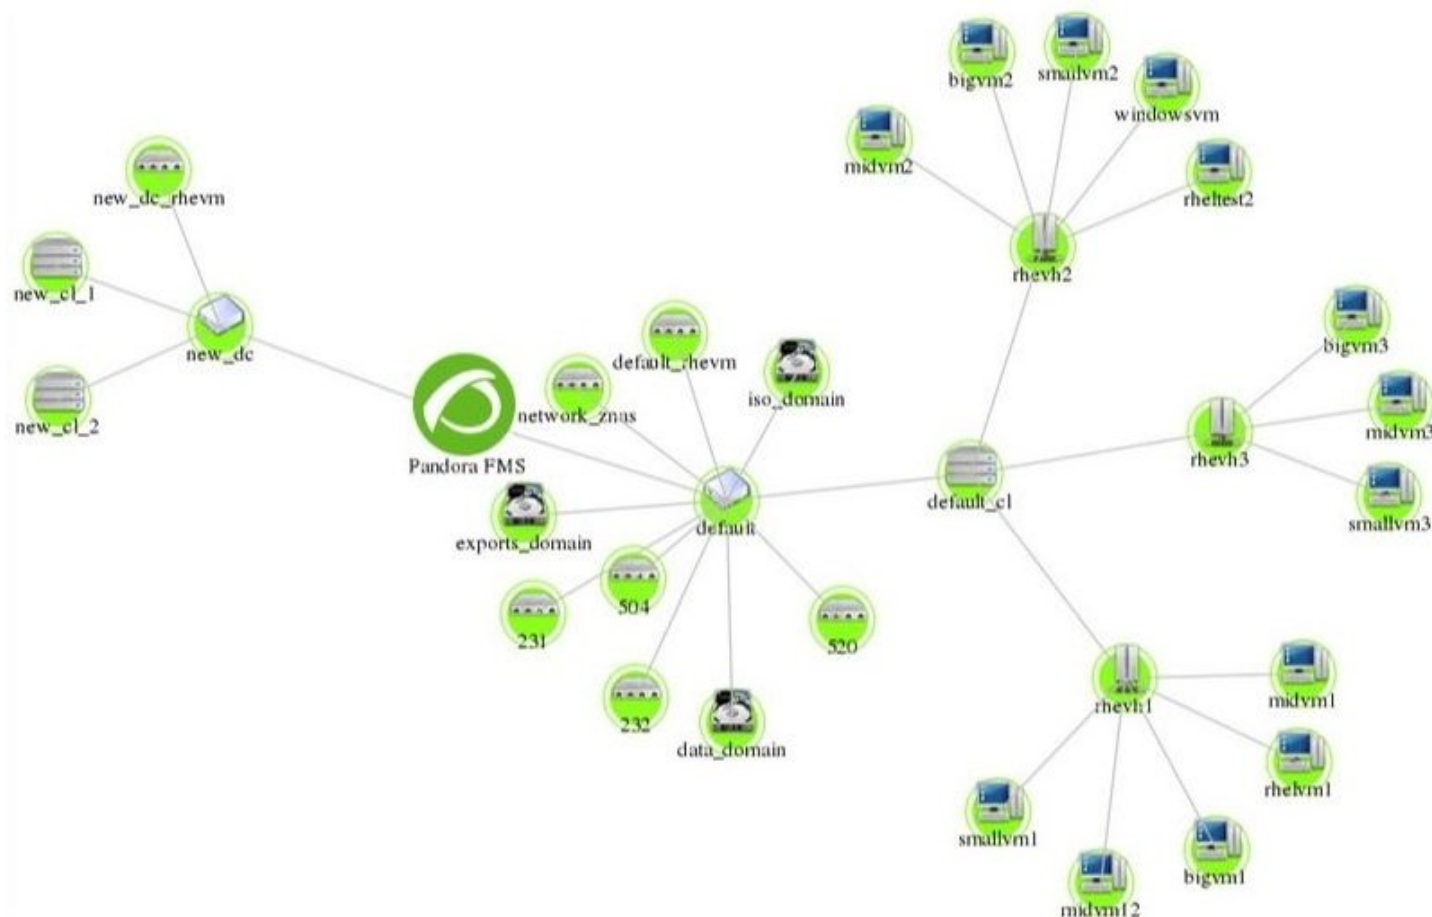 bigvm2
smallvm2
windowsvm
midvm2
rheltest2
new_dc_rhevm
rhevh2
new_cl_1
new_dc
default_rhevm
bigvm3
iso_domain
network_znas
new_cl_2
midvm3
Pandora FMS
rhevh3
default_cl
default
smallvm3
exports_domain
504
231
520
232
data_domain
rhevh1
midvm1
rhelvm1
smallvm1
bigvm1
midvm12